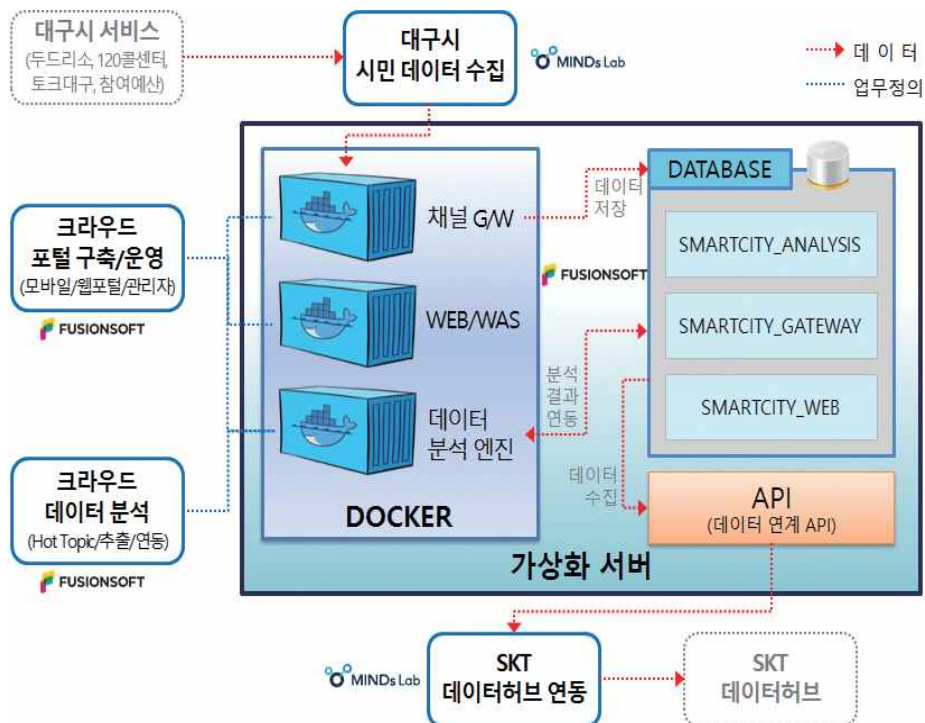 대구시 서비스
(두드리소, 120콜센터,
토크대구, 참여예산)
대구시
시민 데이터 수집
MINDs Lab
데 이 터
업무정의
크라우드
포털 구축/운영
(모바일/웹포털/관리자)
FUSIONSOFT
크라우드
데이터 분석
(Hot Topic/추출/연동)
FUSIONSOFT
채널 G/W
WEB/WAS
데이터
분석 엔진
DOCKER
데이터
저장
FUSIONSOFT
분석
결과
연동
데이터
수집
DATABASE
SMARTCITY_ANALYSIS
SMARTCITY_GATEWAY
SMARTCITY_WEB
API
(데이터 연계 API)
가상화 서버
MINDs Lab
SKT
데이터허브 연동
SKT
데이터허브